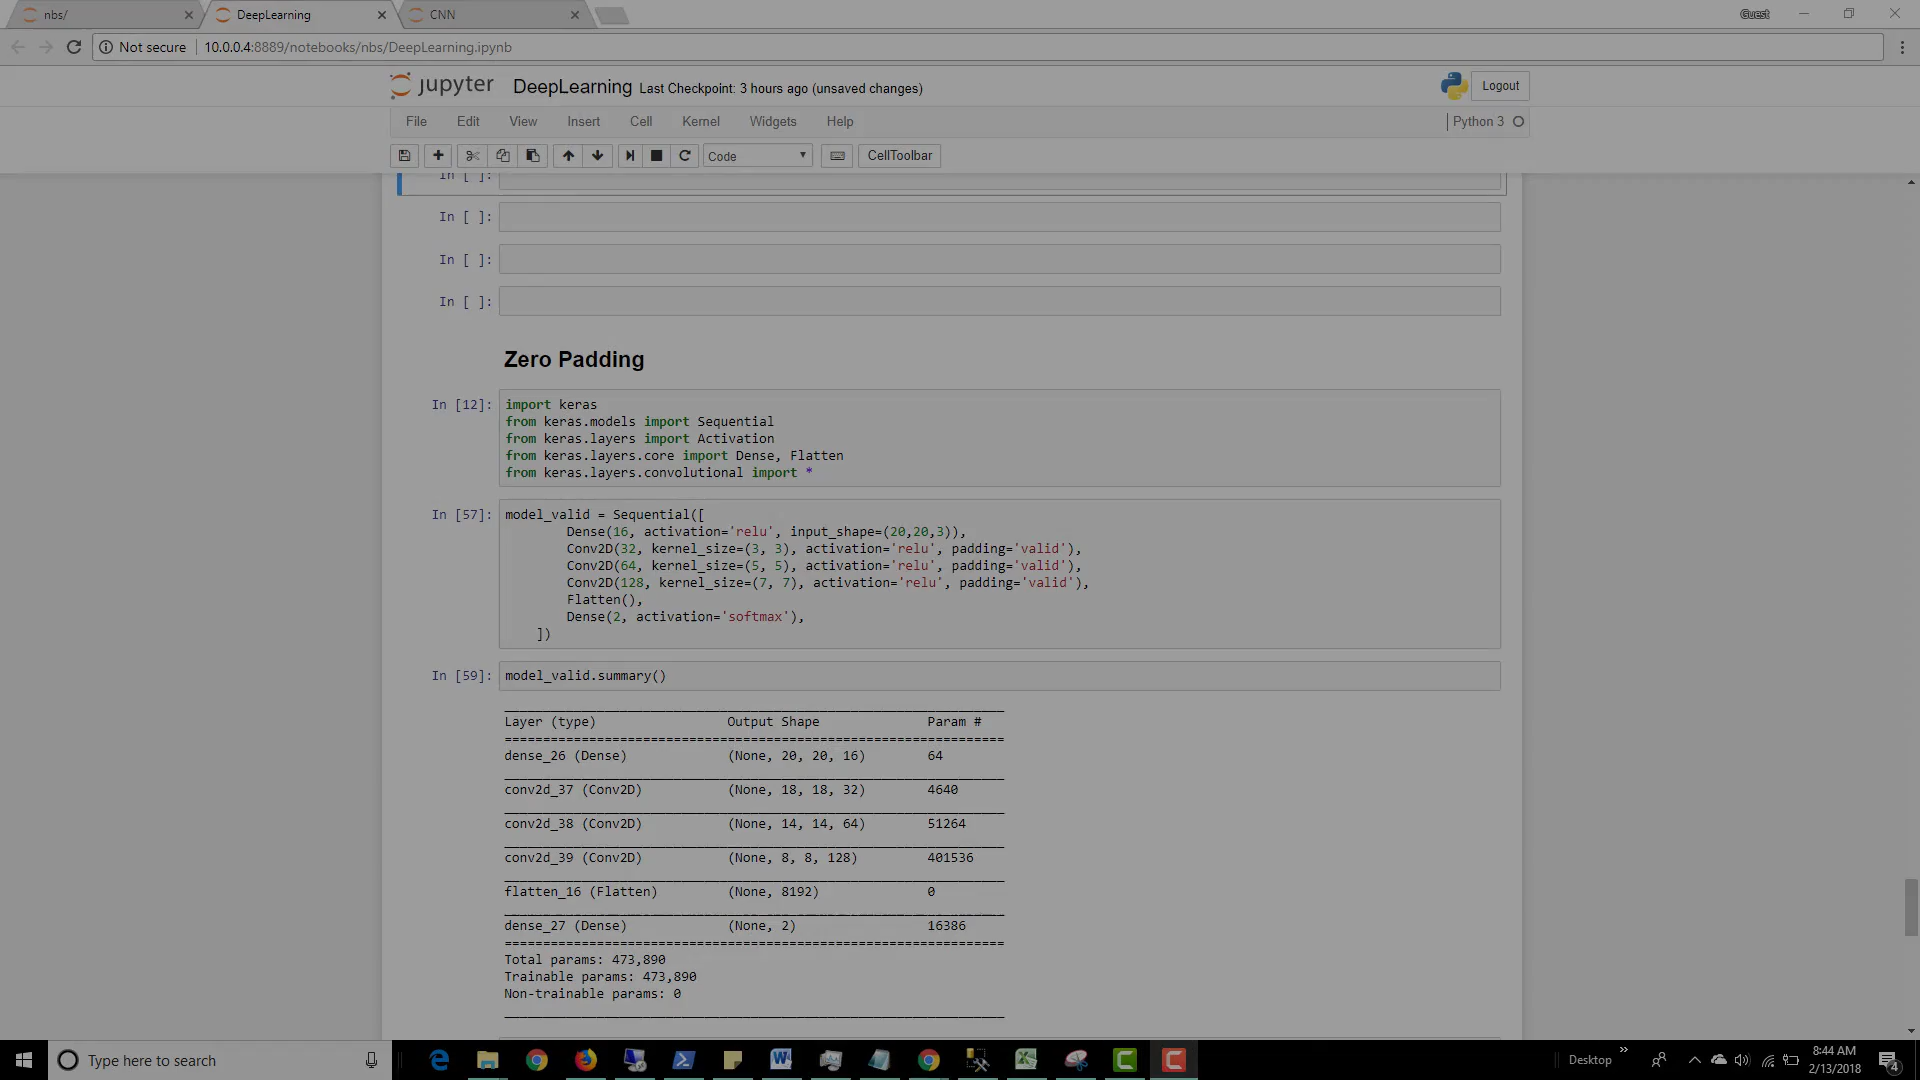 nbs/
DeepLearning
CNN
Guest
Not secure
10.0.0.4:8889/notebooks/nbs/DeepLearning.ipynb
jupyter
DeepLearning Last Checkpoint: 3 hours ago (unsaved changes)
Logout
File Edit View Insert Cell Kernel Widgets Help
Python 3
Code
CellToolbar
In [ ]:
In [ ]:
In [ ]:
In [ ]:
Zero Padding
In [12]:
import keras
from keras.models import Sequential
from keras.layers import Activation
from keras.layers.core import Dense, Flatten
from keras.layers.convolutional import *
In [57]:
model_valid = Sequential([
        Dense(16, activation='relu', input_shape=(20,20,3)),
        Conv2D(32, kernel_size=(3, 3), activation='relu', padding='valid'),
        Conv2D(64, kernel_size=(5, 5), activation='relu', padding='valid'),
        Conv2D(128, kernel_size=(7, 7), activation='relu', padding='valid'),
        Flatten(),
        Dense(2, activation='softmax'),
    ])
In [59]:
model_valid.summary()
Layer (type) Output Shape Param #
=================================================================
dense_26 (Dense) (None, 20, 20, 16) 64
conv2d_37 (Conv2D) (None, 18, 18, 32) 4640
conv2d_38 (Conv2D) (None, 14, 14, 64) 51264
conv2d_39 (Conv2D) (None, 8, 8, 128) 401536
flatten_16 (Flatten) (None, 8192) 0
dense_27 (Dense) (None, 2) 16386
=================================================================
Total params: 473,890
Trainable params: 473,890
Non-trainable params: 0
Type here to search
Desktop
8:44 AM
2/13/2018
4